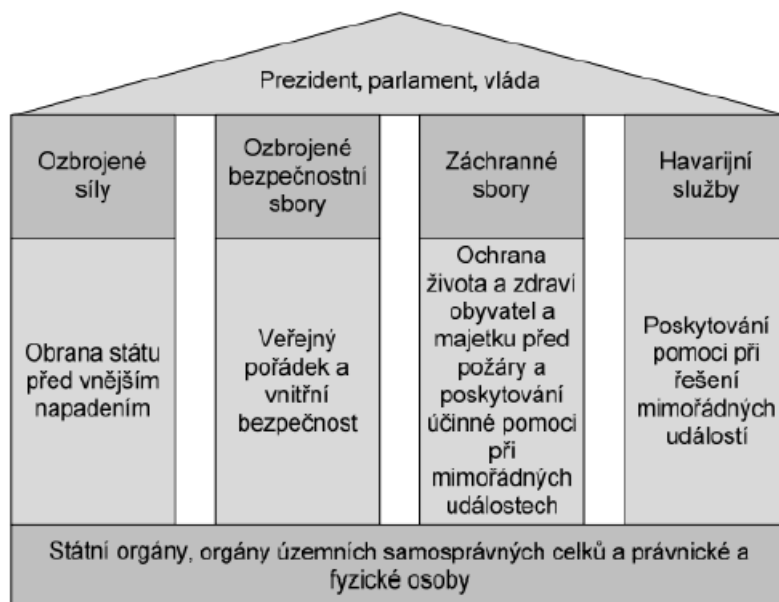 Prezident, parlament, vláda
Ozbrojené
síly
Ozbrojené
bezpečnostní
sbory
Záchranné
sbory
Havarijní
služby
Obrana státu
před vnějším
napadením
Veřejný
pořádek a
vnitřní
bezpečnost
Ochrana
života a zdraví
obyvatel a
majetku před
požáry a
poskytování
účinné pomoci
při
mimořádných
událostech
Poskytování
pomoci při
řešení
mimořádných
událostí
Státní orgány, orgány územních samosprávných celků a právnické a
fyzické osoby